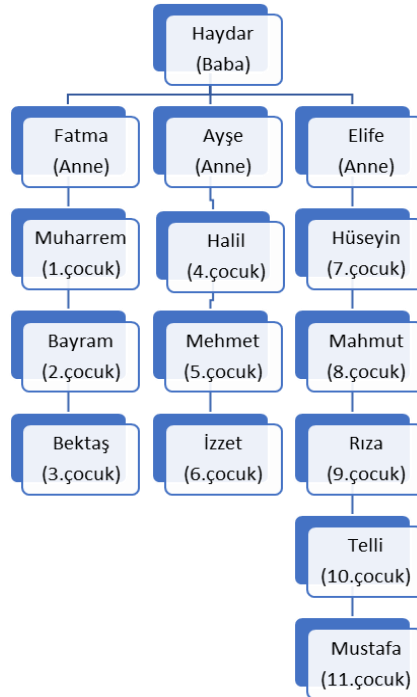 Haydar
(Baba)
Fatma
(Anne)
Ayşe
(Anne)
Elife
(Anne)
Muharrem
(1.çocuk)
Halil
(4.çocuk)
Hüseyin
(7.çocuk)
Bayram
(2.çocuk)
Mehmet
(5.çocuk)
Mahmut
(8.çocuk)
Bektaş
(3.çocuk)
İzzet
(6.çocuk)
Rıza
(9.çocuk)
Telli
(10.çocuk)
Mustafa
(11.çocuk)